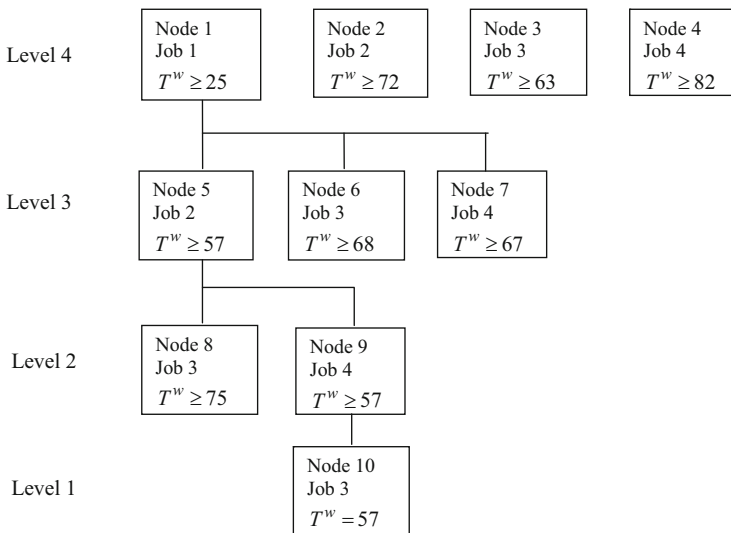 Level 4
Node 1
Job 1
T^w ≥ 25
Node 2
Job 2
T^w ≥ 72
Node 3
Job 3
T^w ≥ 63
Node 4
Job 4
T^w ≥ 82
Level 3
Node 5
Job 2
T^w ≥ 57
Node 6
Job 3
T^w ≥ 68
Node 7
Job 4
T^w ≥ 67
Level 2
Node 8
Job 3
T^w ≥ 75
Node 9
Job 4
T^w ≥ 57
Level 1
Node 10
Job 3
T^w = 57